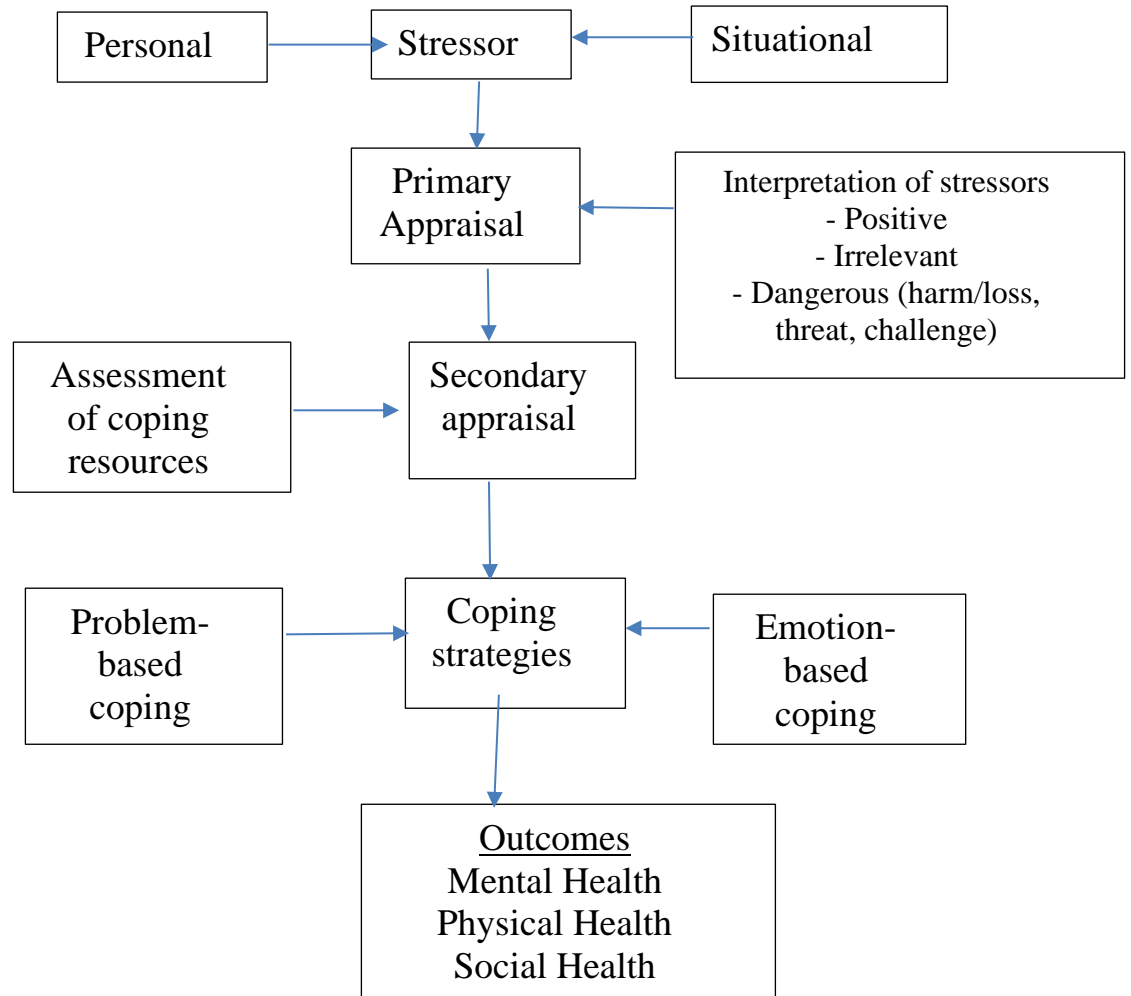 Personal
Stressor
Situational
Primary
Appraisal
Interpretation of stressors
- Positive
- Irrelevant
- Dangerous (harm/loss,
threat, challenge)
Assessment
of coping
resources
Secondary
appraisal
Problem-
based
coping
Coping
strategies
Emotion-
based
coping
Outcomes
Mental Health
Physical Health
Social Health